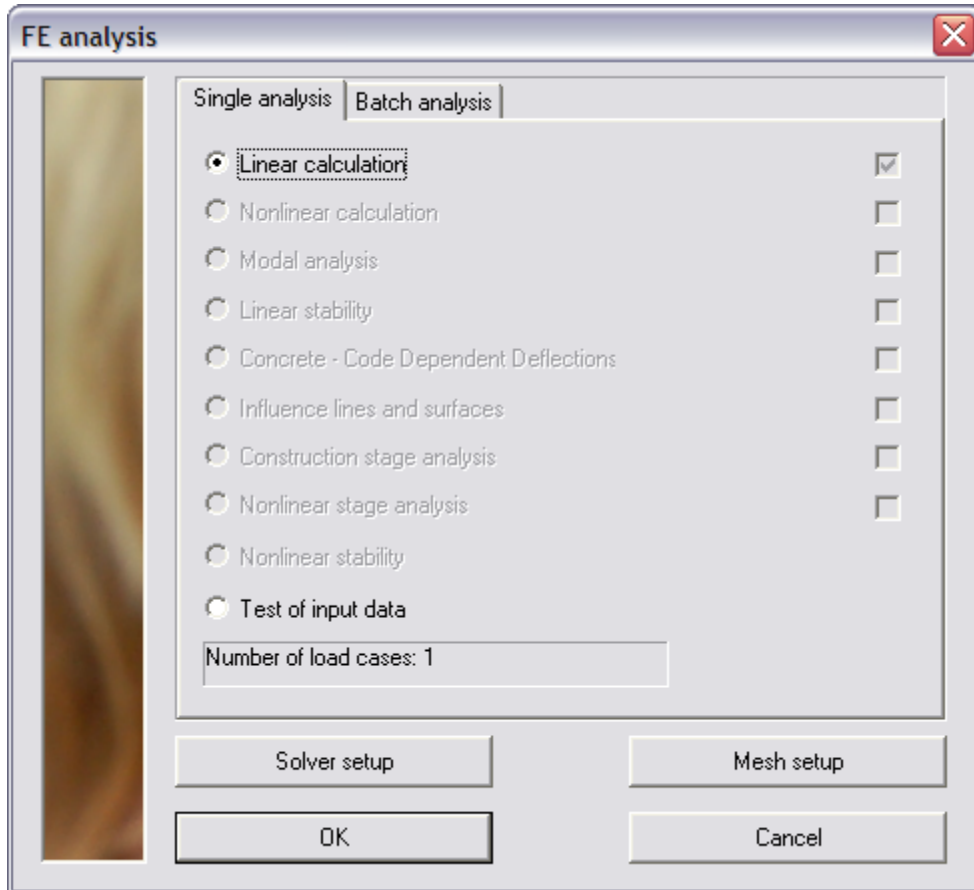 FE analysis
Single analysis Batch analysis
Linear calculation
Nonlinear calculation
Modal analysis
Linear stability
Concrete - Code Dependent Deflections
Influence lines and surfaces
Construction stage analysis
Nonlinear stage analysis
Nonlinear stability
Test of input data
Number of load cases: 1
Solver setup Mesh setup
OK Cancel